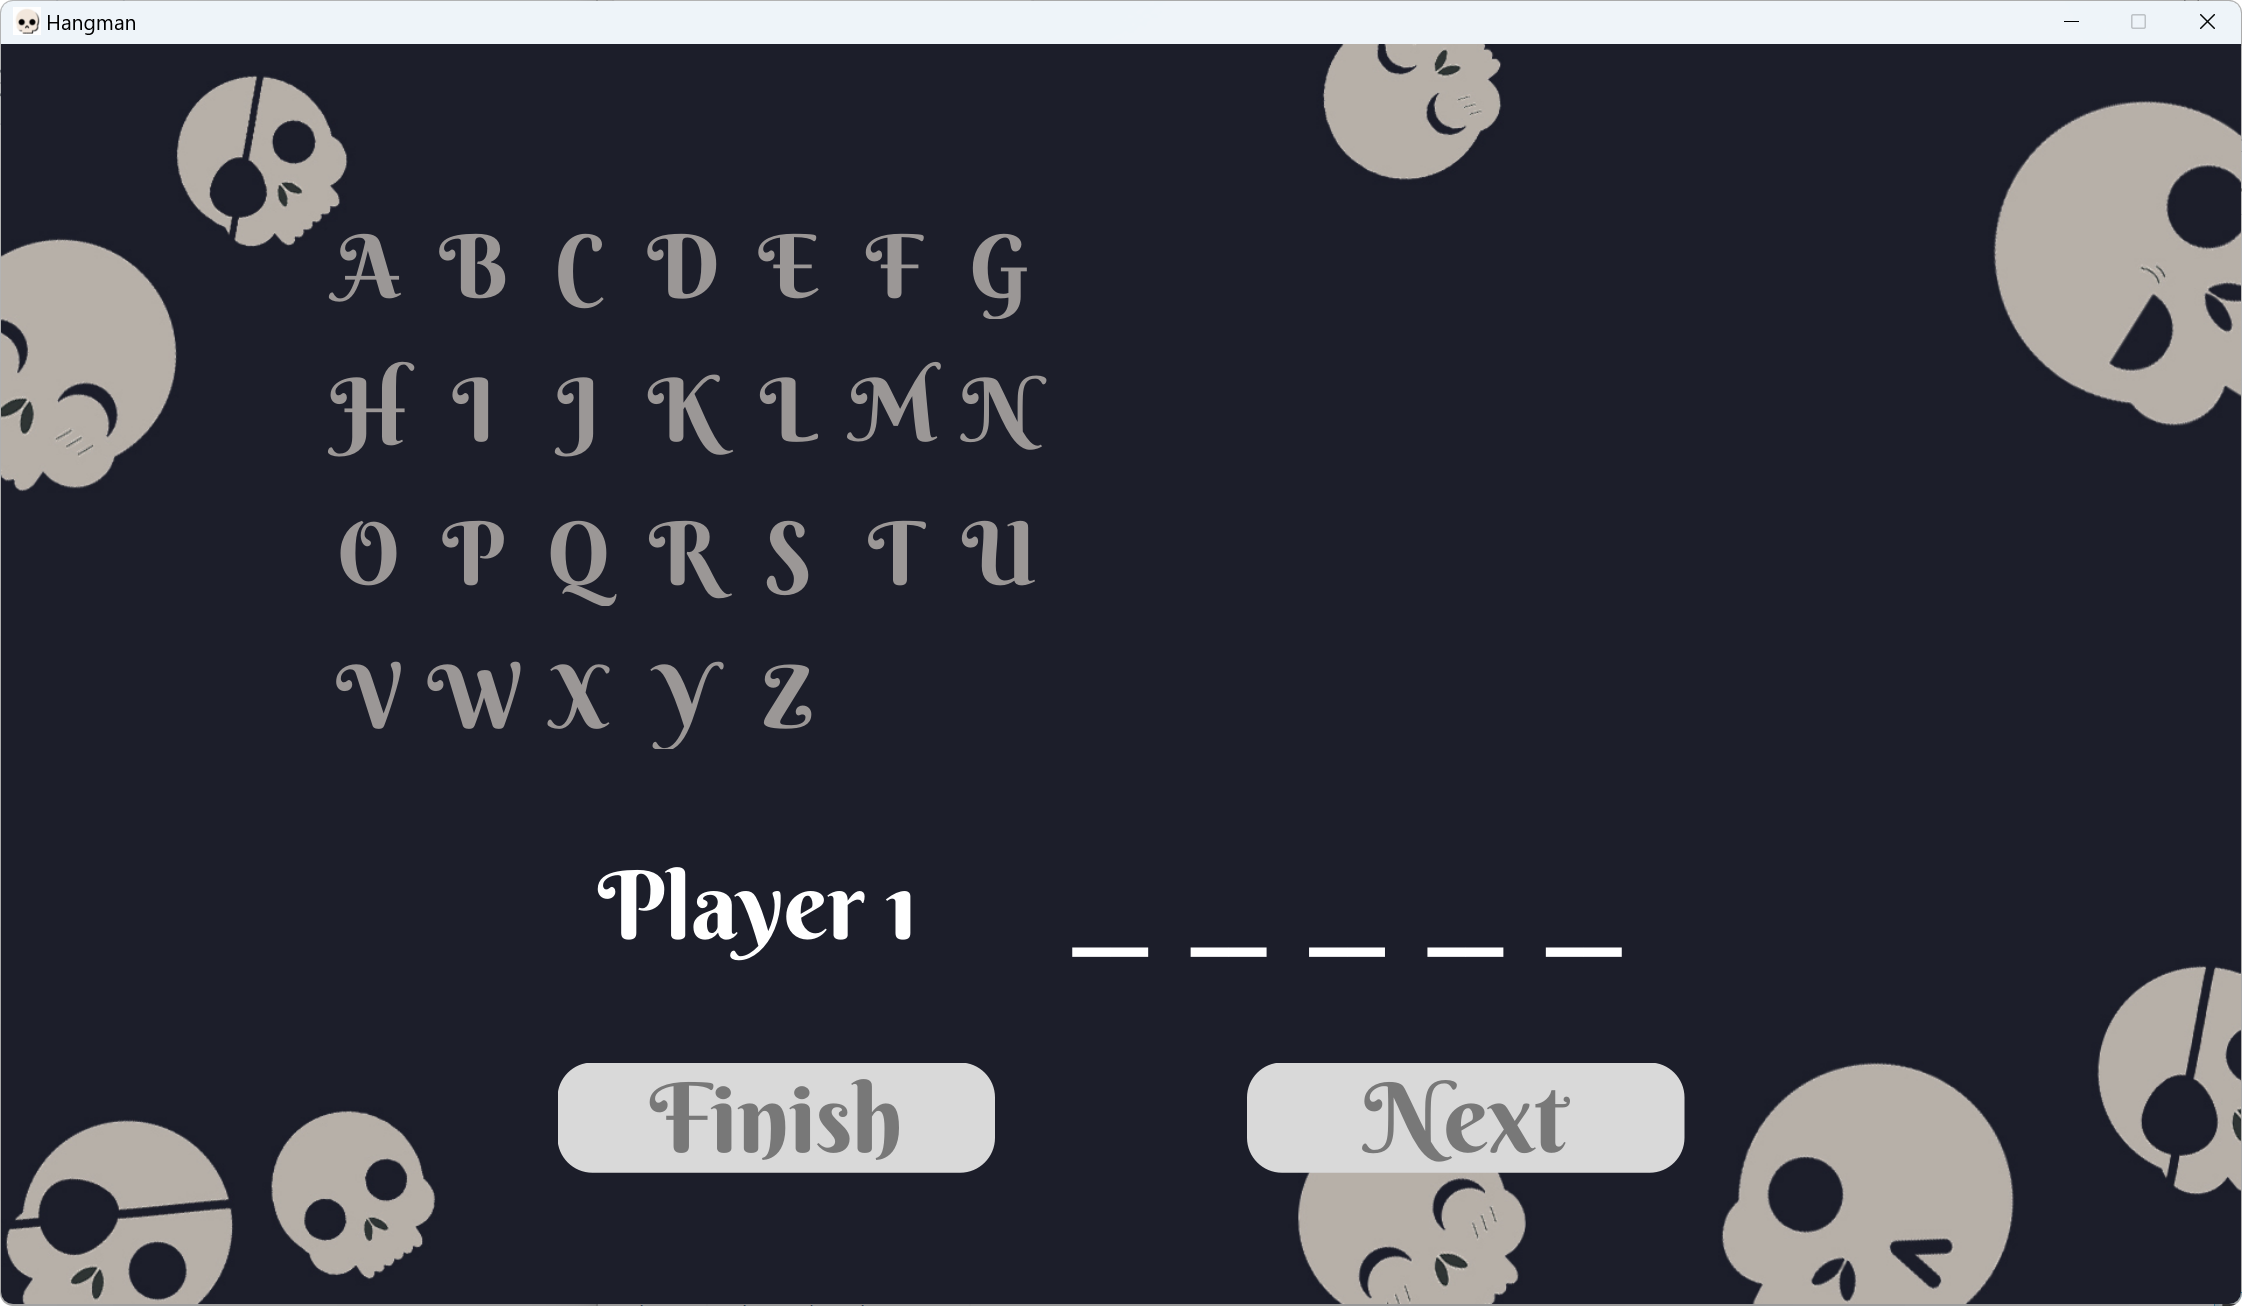 Hangman
A B C D E F G
H I J K L M N
O P Q R S T U
V W X Y Z
Player 1 _ _ _ _ _
Finish Next